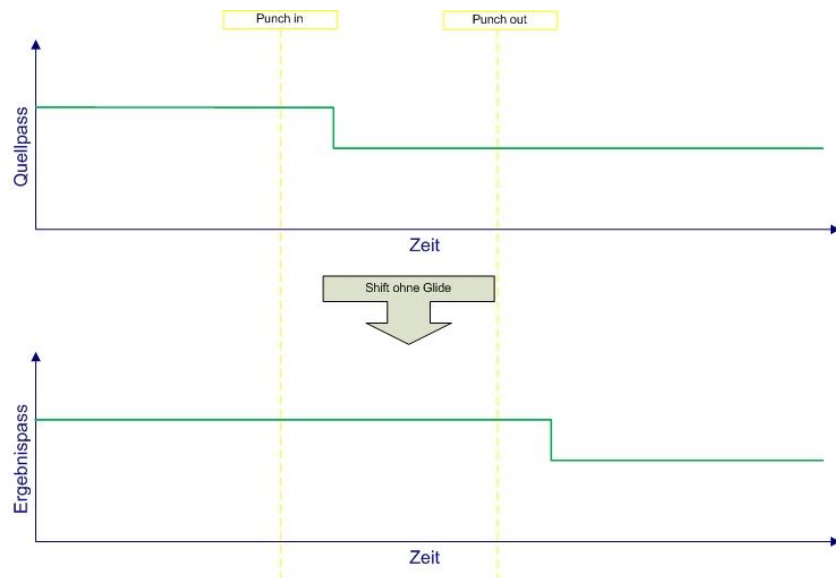 Punch in
Punch out
Quellpass
Zeit
Shift ohne Glide
Ergebnispass
Zeit